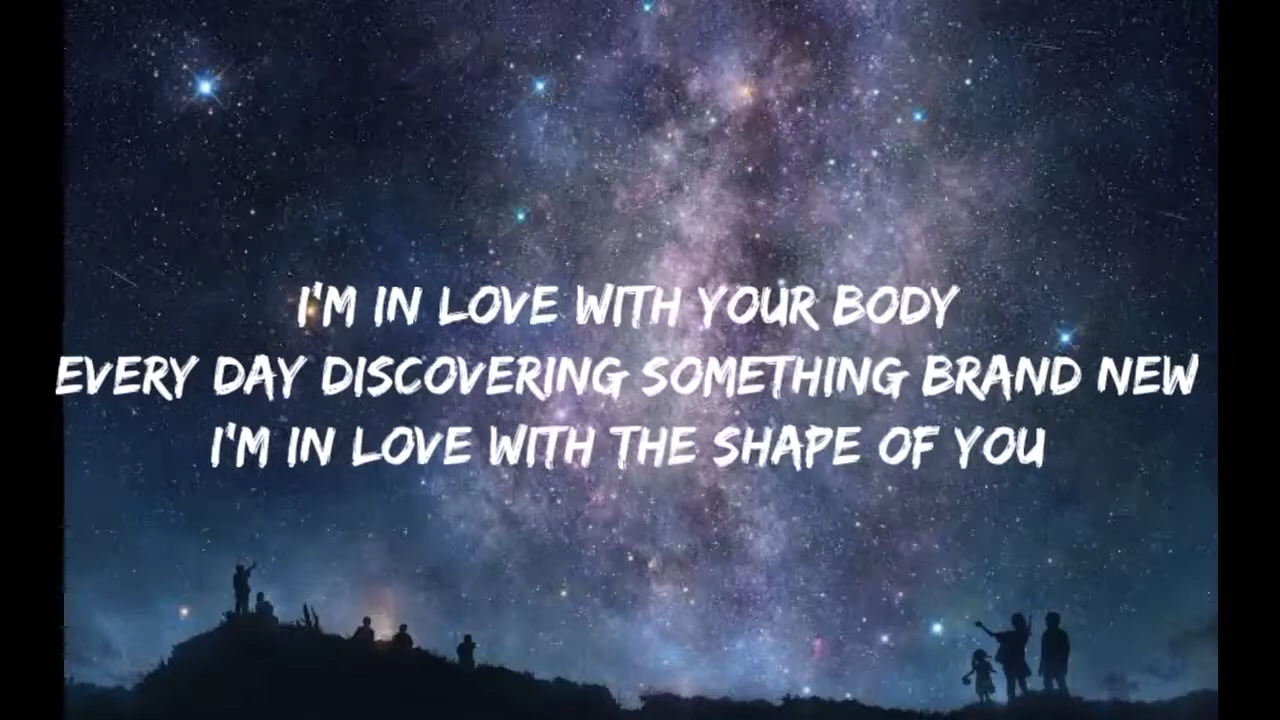 I'M IN LOVE WITH YOUR BODY
EVERY DAY DISCOVERING SOMETHING BRAND NEW
I'M IN LOVE WITH THE SHAPE OF YOU